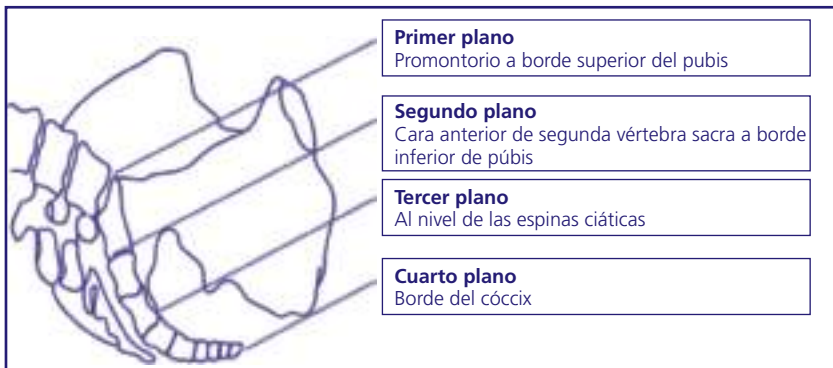 Primer plano
Promontorio a borde superior del pubis
Segundo plano
Cara anterior de segunda vértebra sacra a borde
inferior de púbis
Tercer plano
Al nivel de las espinas ciáticas
Cuarto plano
Borde del cóccix